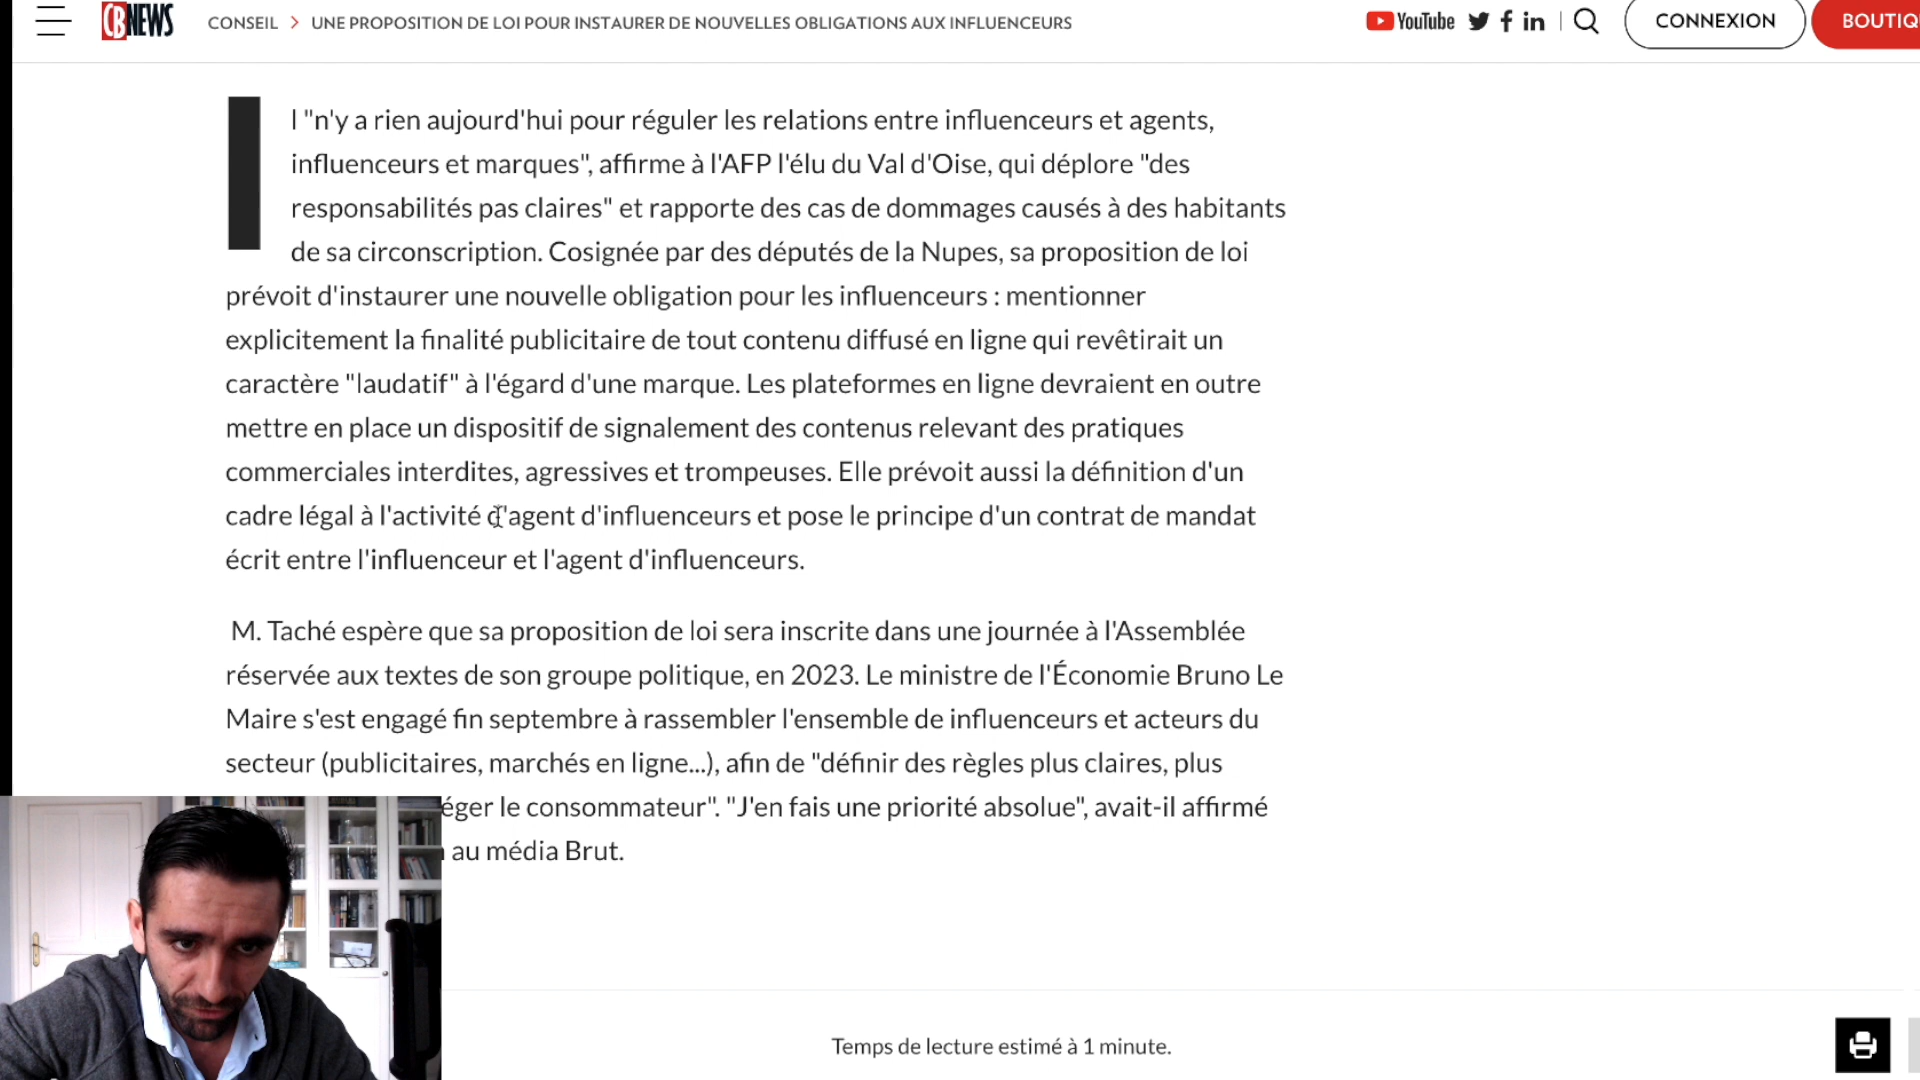 CBNEWS
CONSEIL > UNE PROPOSITION DE LOI POUR INSTAURER DE NOUVELLES OBLIGATIONS AUX INFLUENCEURS
YouTube
CONNEXION
BOUTIQ
Il "n'y a rien aujourd'hui pour réguler les relations entre influenceurs et agents,
influenceurs et marques", affirme à l'AFP l'élu du Val d'Oise, qui déplore "des
responsabilités pas claires" et rapporte des cas de dommages causés à des habitants
de sa circonscription. Cosignée par des députés de la Nupes, sa proposition de loi
prévoit d'instaurer une nouvelle obligation pour les influenceurs : mentionner
explicitement la finalité publicitaire de tout contenu diffusé en ligne qui revêtirait un
caractère "laudatif" à l'égard d'une marque. Les plateformes en ligne devraient en outre
mettre en place un dispositif de signalement des contenus relevant des pratiques
commerciales interdites, agressives et trompeuses. Elle prévoit aussi la définition d'un
cadre légal à l'activité d'agent d'influenceurs et pose le principe d'un contrat de mandat
écrit entre l'influenceur et l'agent d'influenceurs.
M. Taché espère que sa proposition de loi sera inscrite dans une journée à l'Assemblée
réservée aux textes de son groupe politique, en 2023. Le ministre de l'Économie Bruno Le
Maire s'est engagé fin septembre à rassembler l'ensemble de influenceurs et acteurs du
secteur (publicitaires, marchés en ligne...), afin de "définir des règles plus claires, plus
éger le consommateur". "J'en fais une priorité absolue", avait-il affirmé
au média Brut.
Temps de lecture estimé à 1 minute.